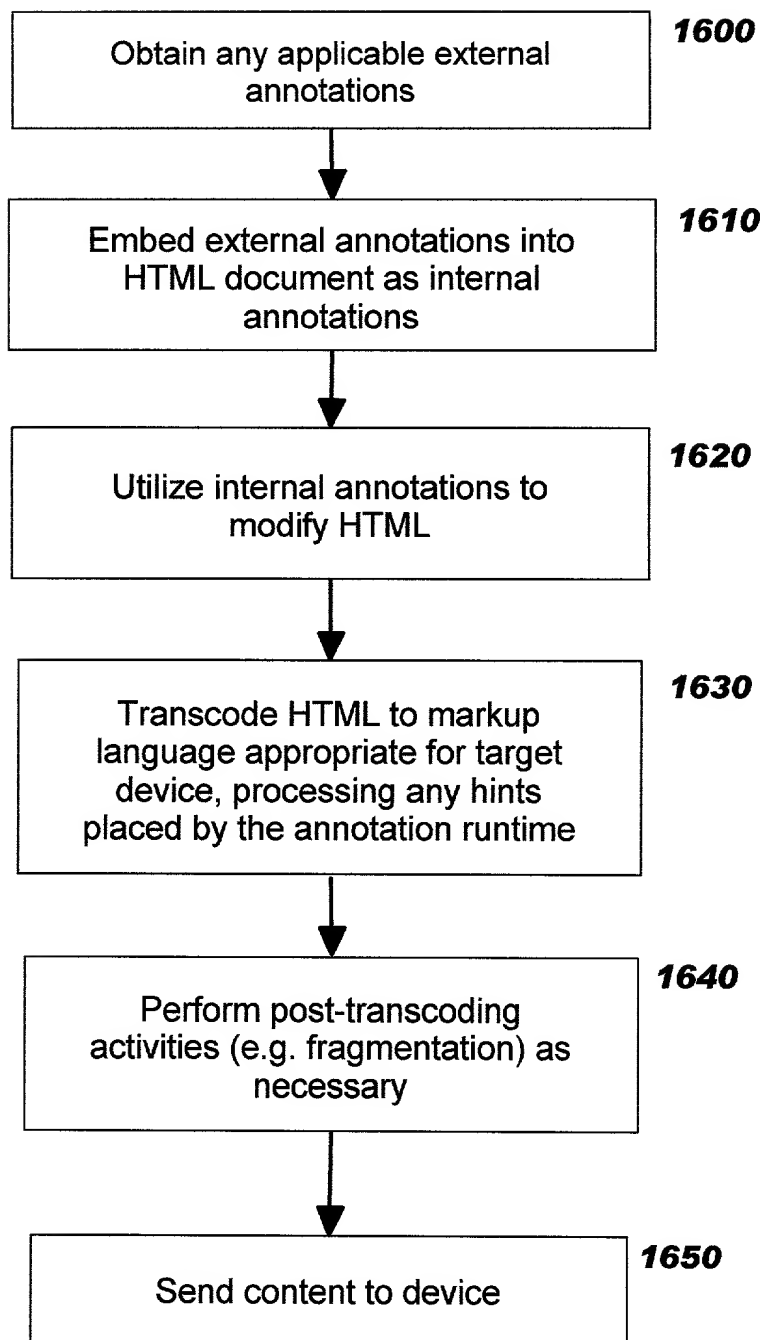 1600
Obtain any applicable external
annotations
1610
Embed external annotations into
HTML document as internal
annotations
1620
Utilize internal annotations to
modify HTML
1630
Transcode HTML to markup
language appropriate for target
device, processing any hints
placed by the annotation runtime
1640
Perform post-transcoding
activities (e.g. fragmentation) as
necessary
1650
Send content to device